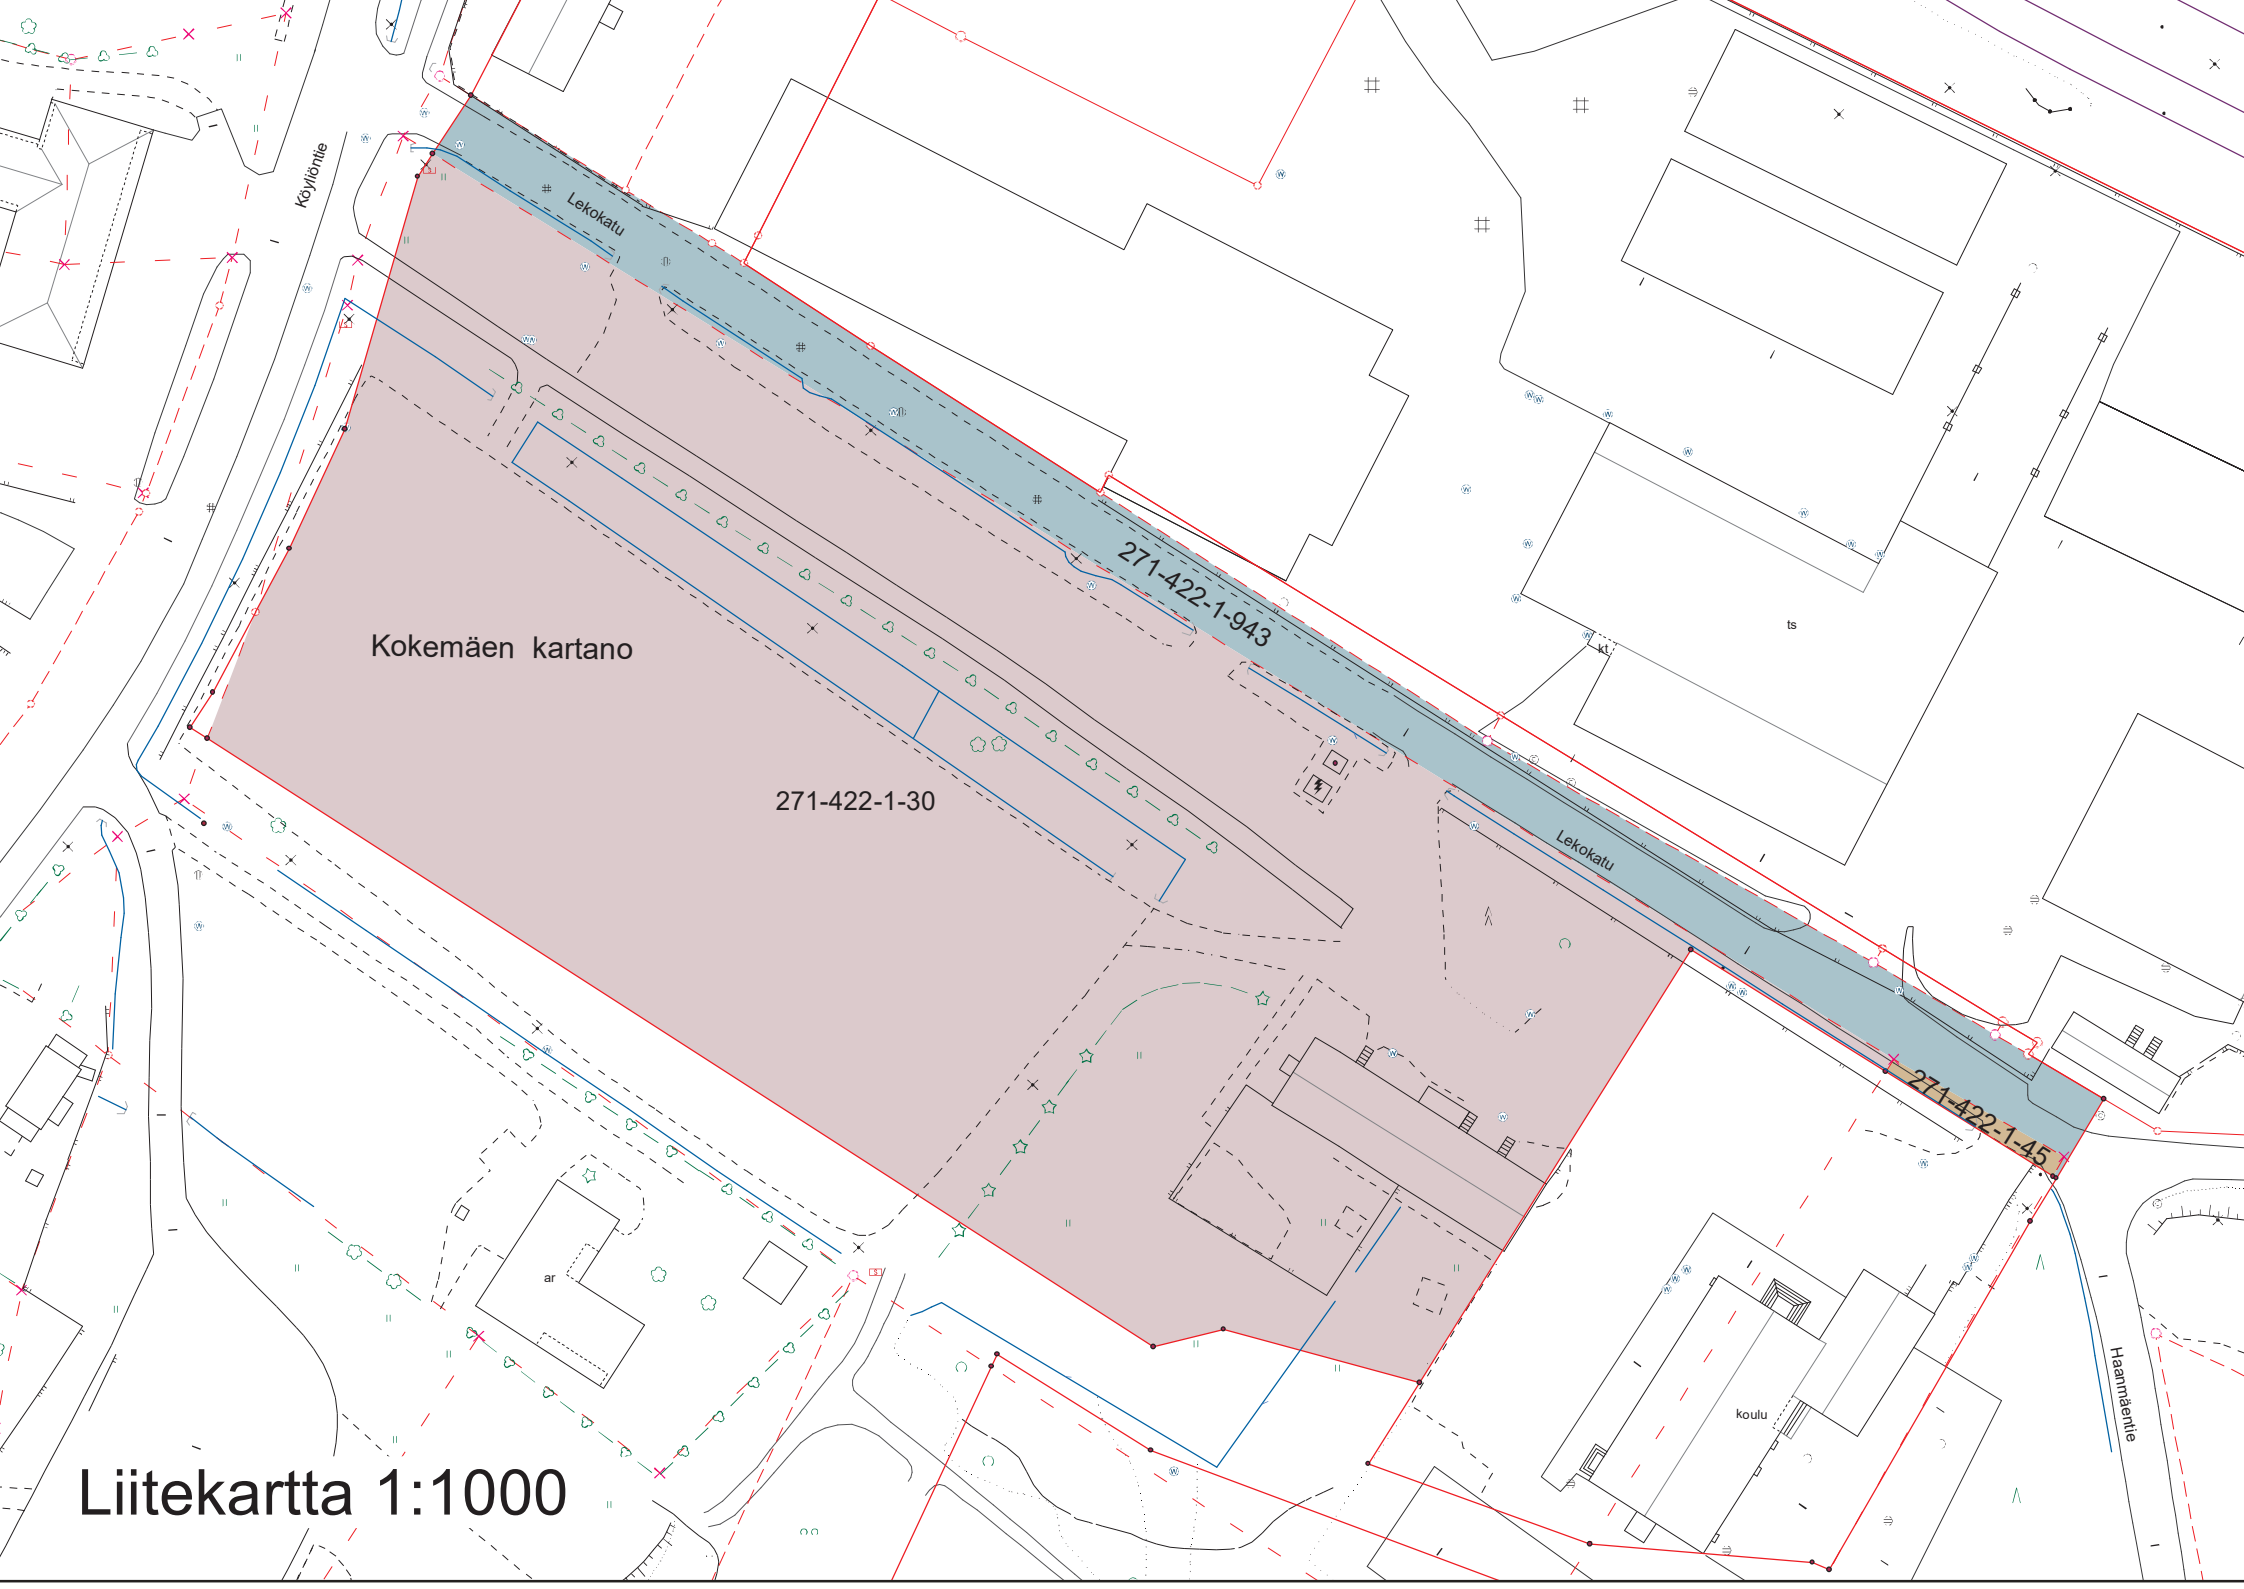 Köyliöntie
Lekokatu
271-422-1-943
ts
kt
Kokemäen kartano
271-422-1-30
Lekokatu
271-422-1-45
ar
koulu
Haanmäentie
Liitekartta 1:1000